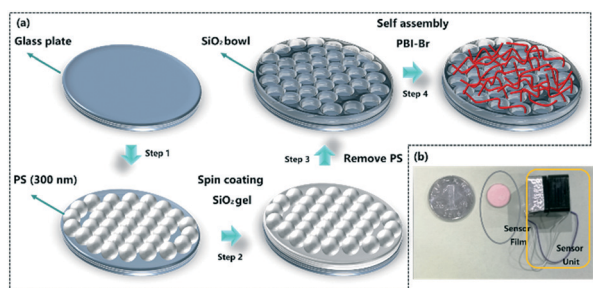 (a)
Glass plate
SiO₂ bowl
Self assembly
PBI-Br
Step 4
Step 1
Step 3
Remove PS
PS (300 nm)
Spin coating
SiO₂ gel
Step 2
(b)
Sensor
Film
Sensor
Unit